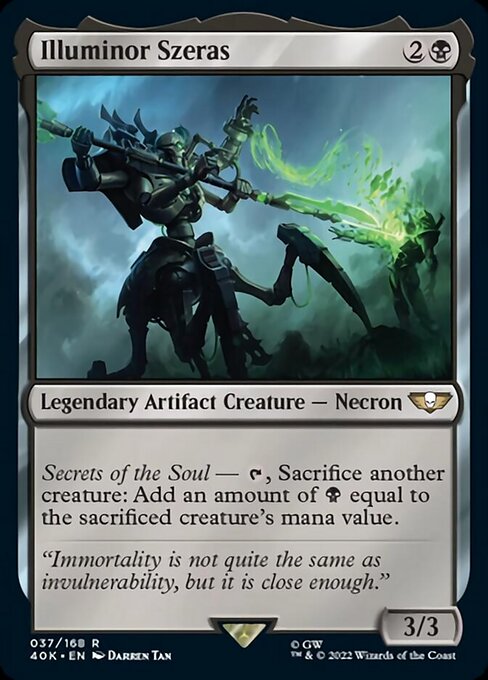 Illuminor Szeras 2
Legendary Artifact Creature — Necron
Secrets of the Soul — , Sacrifice another
creature: Add an amount of equal to
the sacrificed creature's mana value.
"Immortality is not quite the same as
invulnerability, but it is close enough."
3/3
037/168 R
40K • EN Darren Tan
© GW
™ & © 2022 Wizards of the Coast